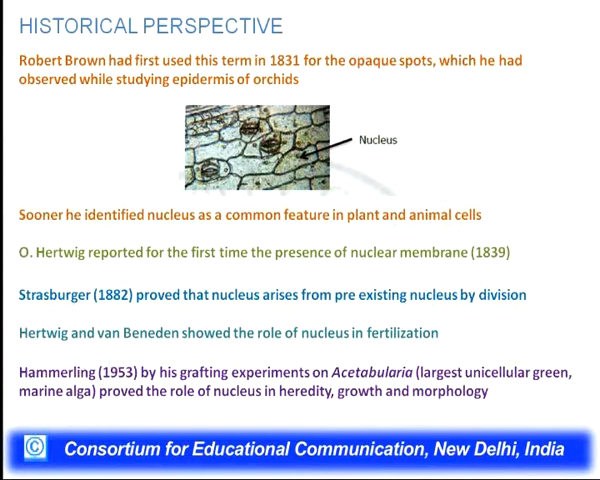 HISTORICAL PERSPECTIVE
Robert Brown had first used this term in 1831 for the opaque spots, which he had
observed while studying epidermis of orchids
Nucleus
Sooner he identified nucleus as a common feature in plant and animal cells
O. Hertwig reported for the first time the presence of nuclear membrane (1839)
Strasburger (1882) proved that nucleus arises from pre existing nucleus by division
Hertwig and van Beneden showed the role of nucleus in fertilization
Hammerling (1953) by his grafting experiments on Acetabularia (largest unicellular green,
marine alga) proved the role of nucleus in heredity, growth and morphology
© Consortium for Educational Communication, New Delhi, India